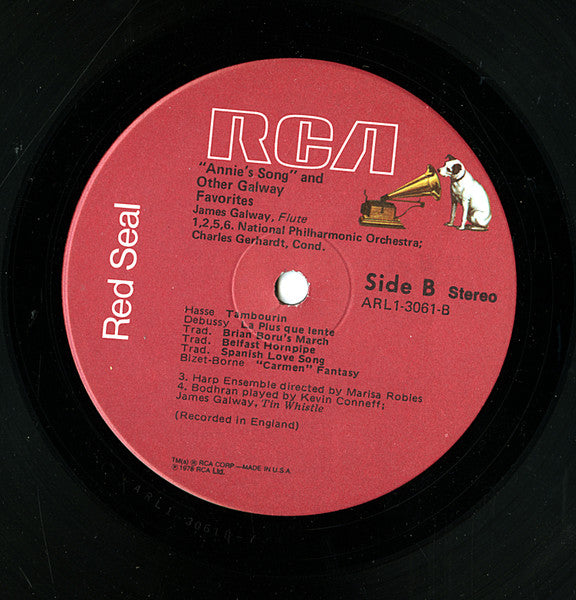 RCA
"Annie's Song" and
Other Galway
Favorites
James Galway, Flute
1,2,5,6. National Philharmonic Orchestra;
Charles Gerhardt, Cond.
Red Seal
Side B Stereo
ARL1-3061-B
Hasse Tambourin
Debussy La Plus que lente
Trad. Brian Boru's March
Trad. Belfast Hornpipe
Trad. Spanish Love Song
Bizet-Borne "Carmen" Fantasy
3. Harp Ensemble directed by Marisa Robles
4. Bodhran played by Kevin Conneff;
James Galway, Tin Whistle
(Recorded in England)
TM(s) ® RCA CORP—MADE IN U.S.A
℗ 1978 RCA Ltd.